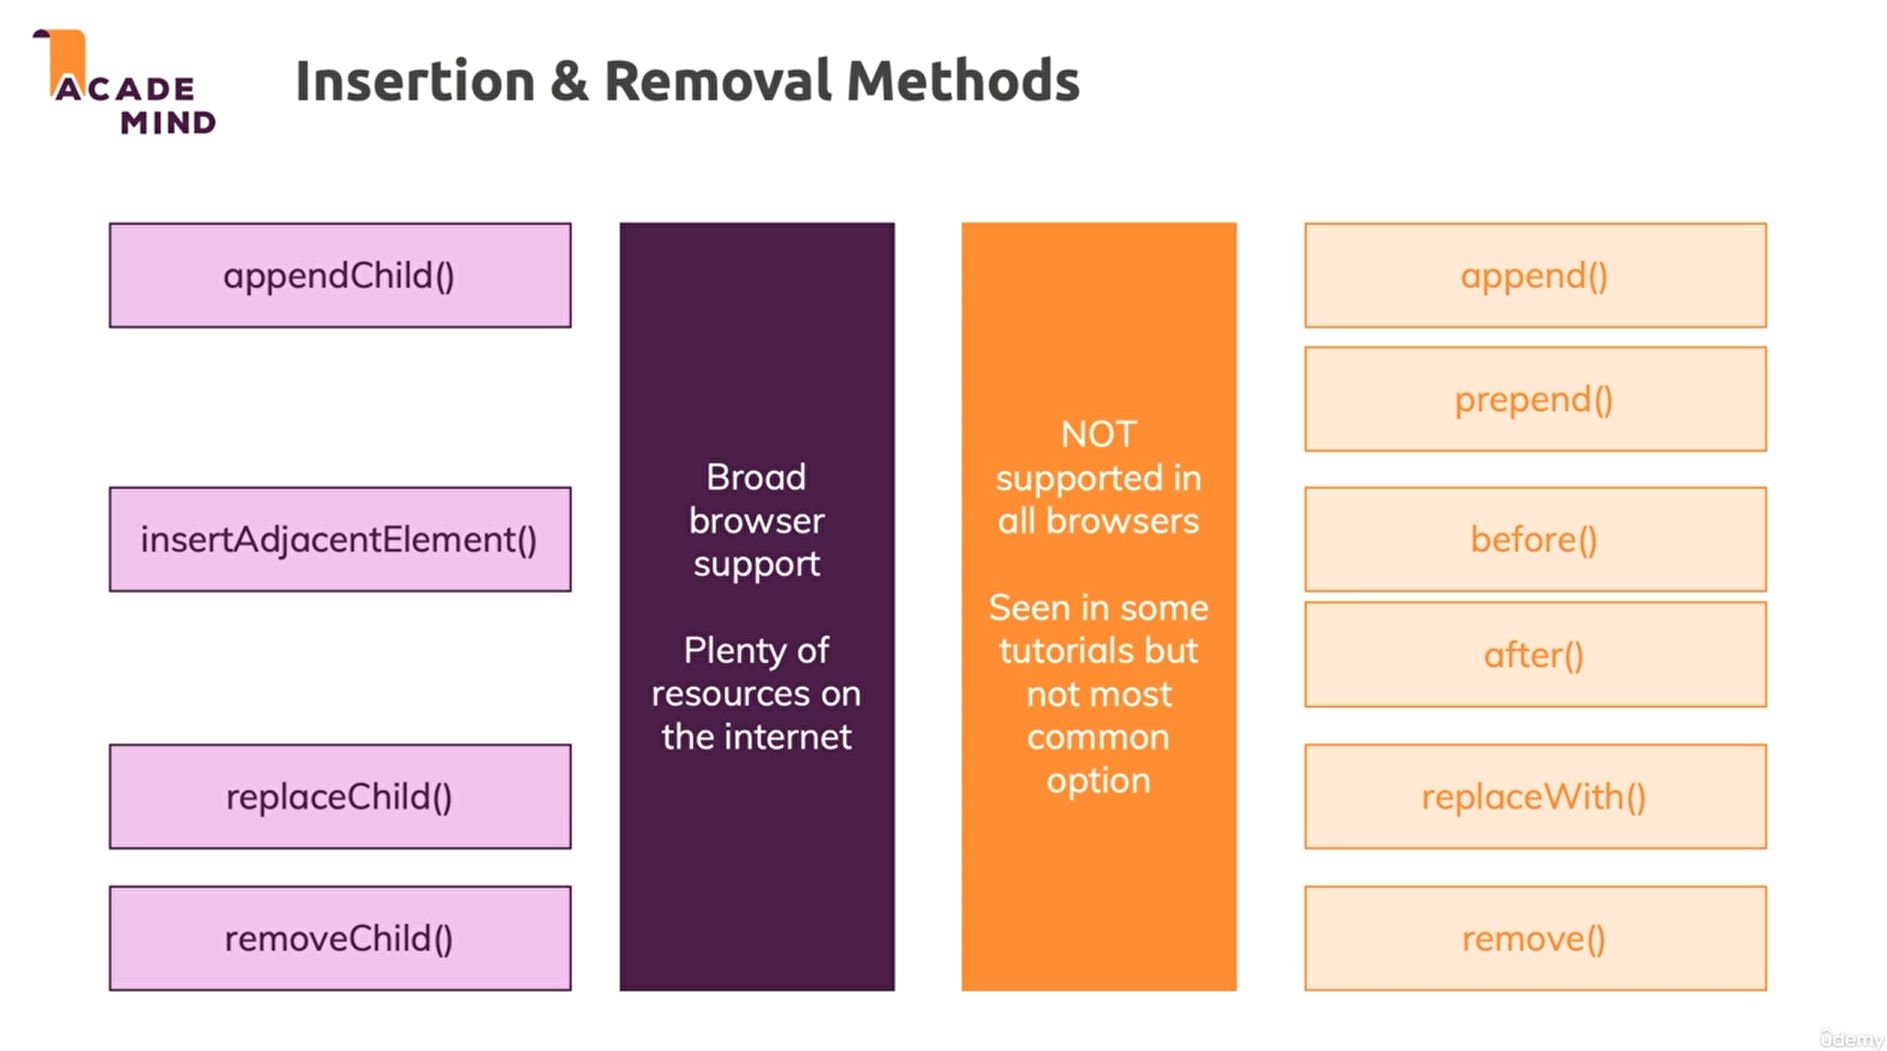 ACADE
MIND
Insertion & Removal Methods
appendChild()
insertAdjacentElement()
replaceChild()
removeChild()
Broad
browser
support
Plenty of
resources on
the internet
NOT
supported in
all browsers
Seen in some
tutorials but
not most
common
option
append()
prepend()
before()
after()
replaceWith()
remove()
ûdemy